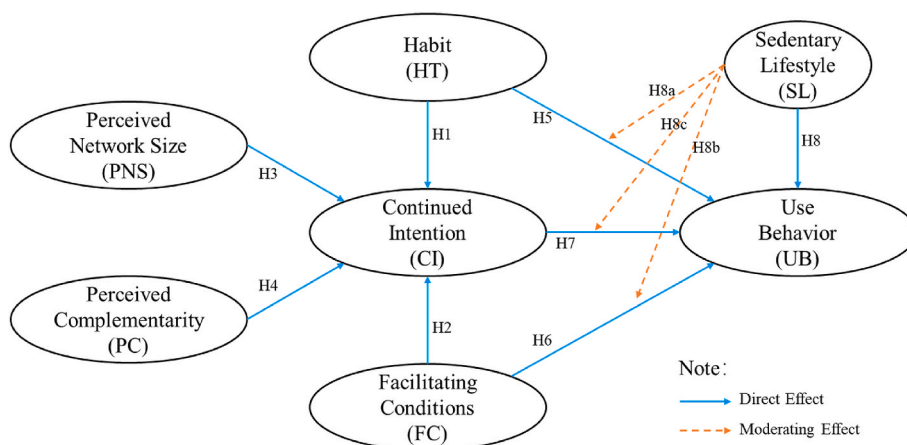 Habit
(HT)
Sedentary
Lifestyle
(SL)
H8a
H5
H8c
H8b
H8
H1
Perceived
Network Size
(PNS)
H3
Continued
Intention
(CI)
H7
Use
Behavior
(UB)
Perceived
Complementarity
(PC)
H4
H2
H6
Facilitating
Conditions
(FC)
Note:
Direct Effect
Moderating Effect